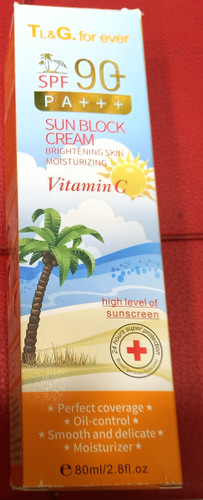 TL&G. for ever
SPF 90+
PA+++
SUN BLOCK
CREAM
BRIGHTENING SKIN
MOISTURIZING
Vitamin C
high level of
sunscreen
24 hours super protection
* Perfect coverage *
* Oil-control *
* Smooth and delicate *
* Moisturizer *
e 80ml/2.8fl.oz